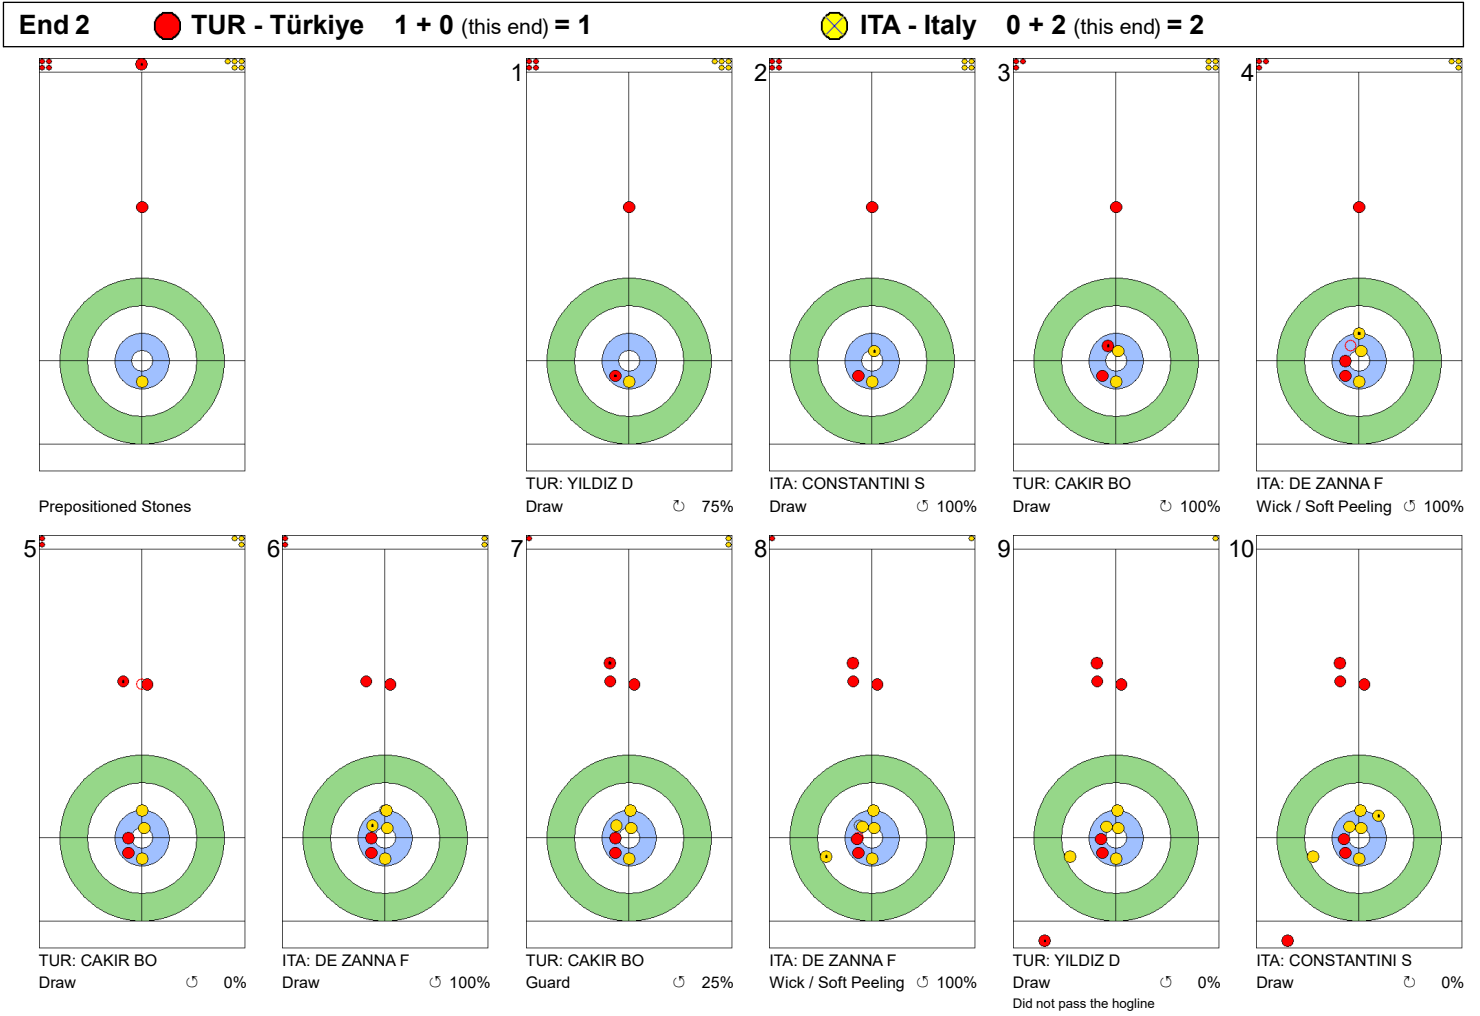 End 2 TUR - Türkiye 1 + 0 (this end) = 1 ITA - Italy 0 + 2 (this end) = 2
1 2 3 4
Prepositioned Stones
TUR: YILDIZ D
Draw ↻ 75%
ITA: CONSTANTINI S
Draw ↺ 100%
TUR: CAKIR BO
Draw ↻ 100%
ITA: DE ZANNA F
Wick / Soft Peeling ↺ 100%
5 6 7 8 9 10
TUR: CAKIR BO
Draw ↺ 0%
ITA: DE ZANNA F
Draw ↺ 100%
TUR: CAKIR BO
Guard ↺ 25%
ITA: DE ZANNA F
Wick / Soft Peeling ↺ 100%
TUR: YILDIZ D
Draw ↺ 0%
Did not pass the hogline
ITA: CONSTANTINI S
Draw ↻ 0%